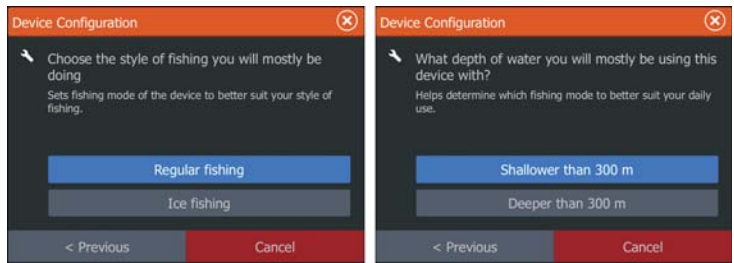 Device Configuration
Choose the style of fishing you will mostly be
doing
Sets fishing mode of the device to better suit your style of
fishing.
Regular fishing
Ice fishing
< Previous
Cancel
Device Configuration
What depth of water you will mostly be using this
device with?
Helps determine which fishing mode to better suit your daily
use.
Shallower than 300 m
Deeper than 300 m
< Previous
Cancel